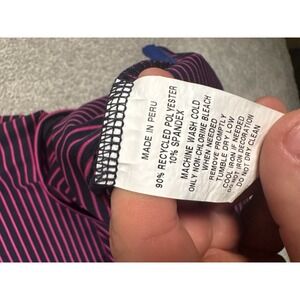 MADE IN PERU
90% RECYCLED POLYESTER
10% SPANDEX
MACHINE WASH COLD
ONLY NON-CHLORINE BLEACH
WHEN NEEDED
REMOVE PROMPTLY
TUMBLE DRY LOW
COOL IRON IF NEEDED
DO NOT IRON DECORATION
DO NOT DRY CLEAN